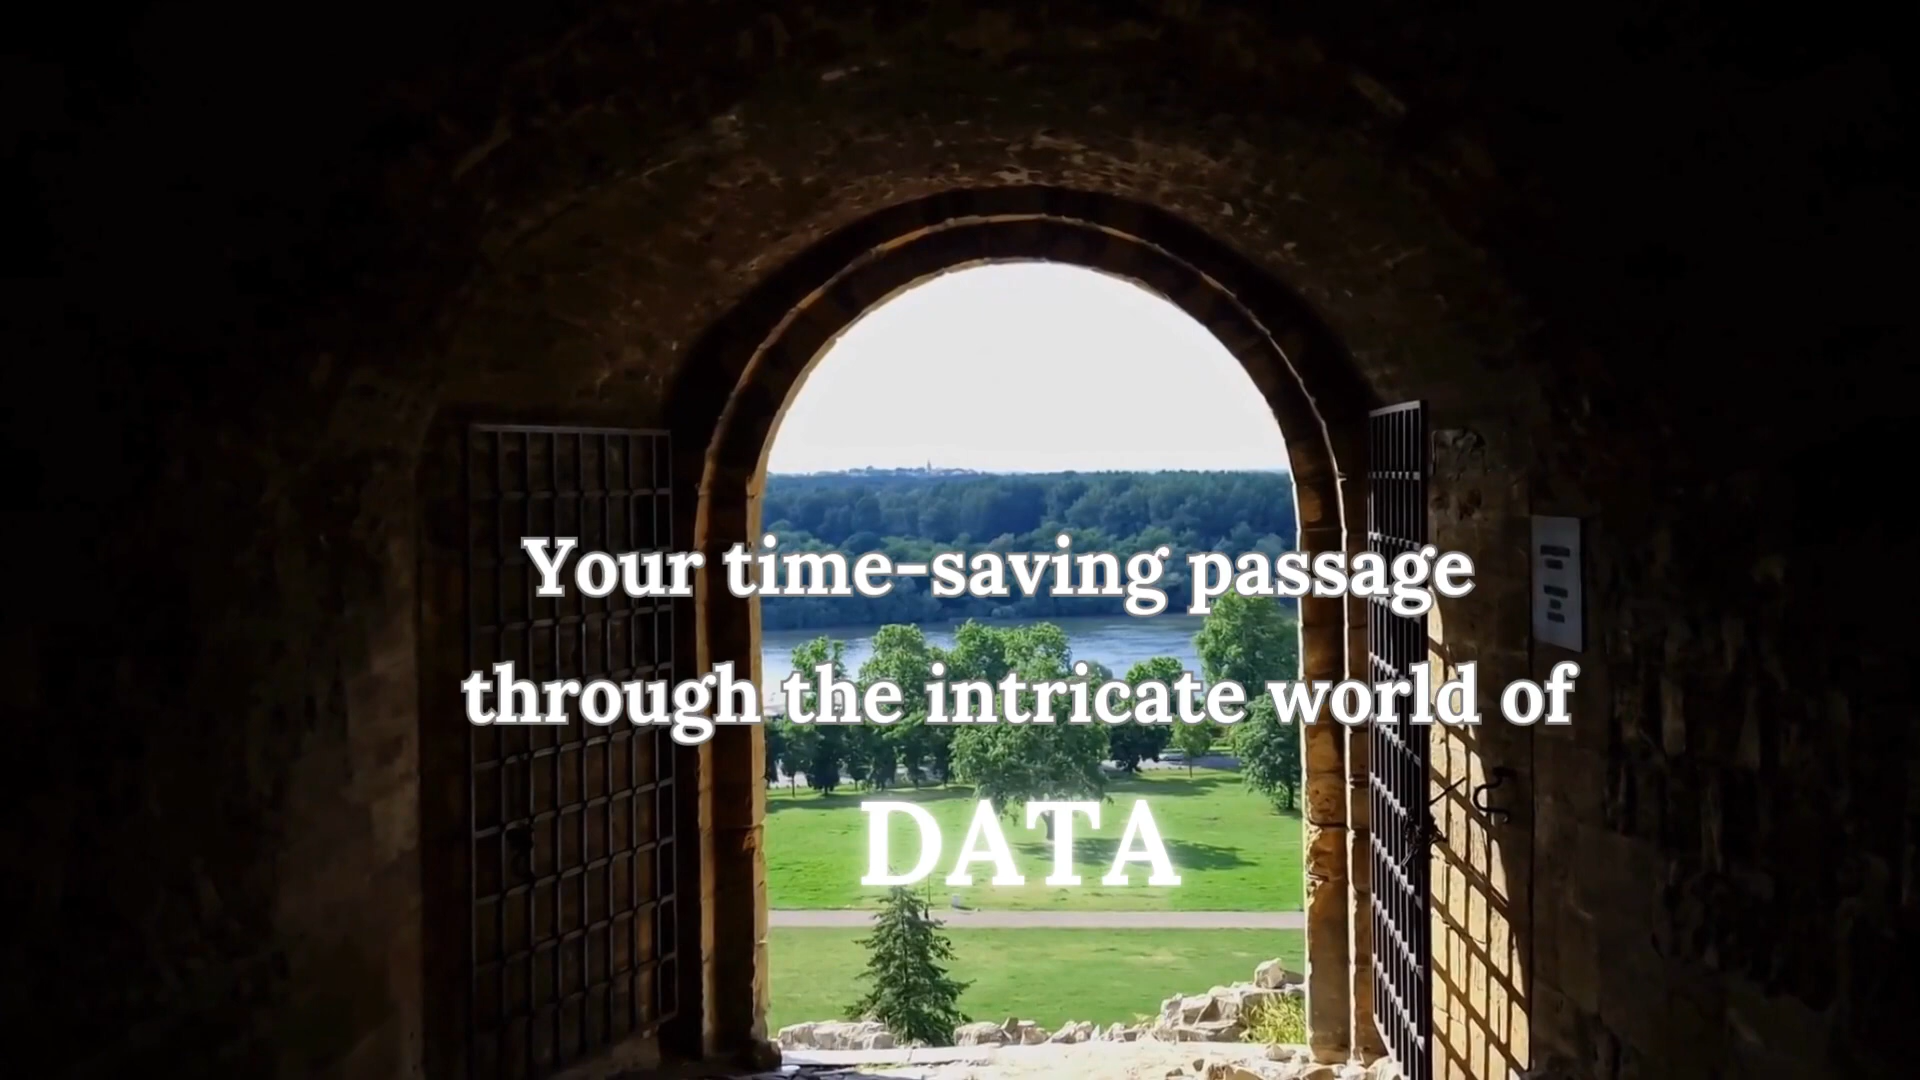 Your time-saving passage
through the intricate world of
DATA